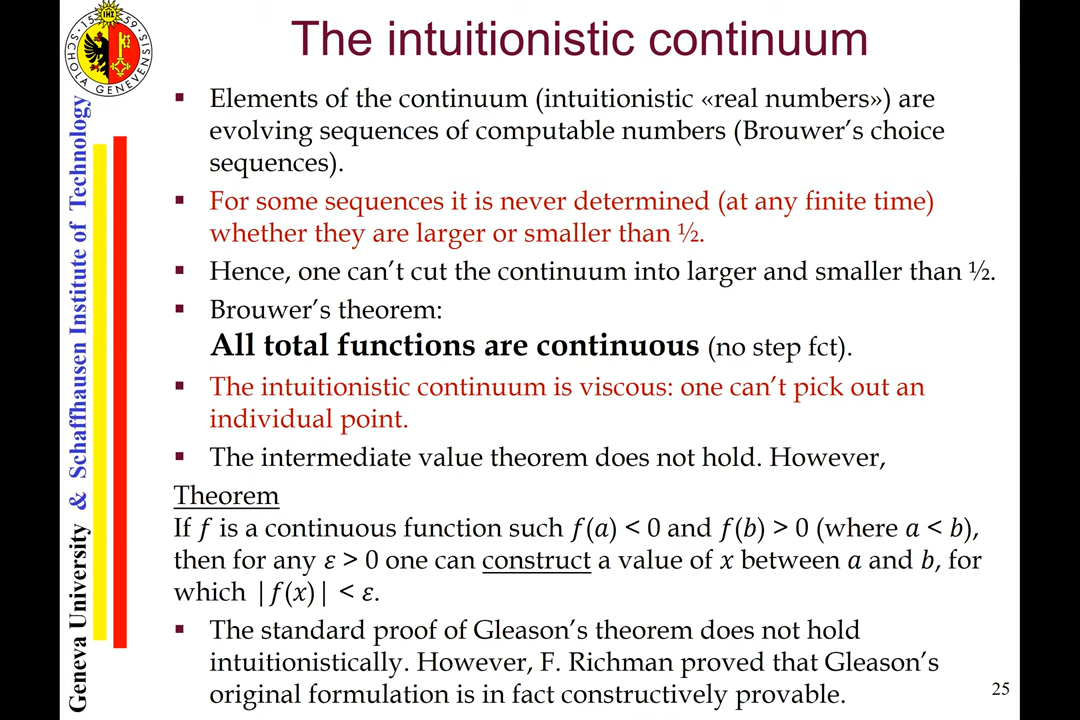 The intuitionistic continuum
SCHOLA GENEVENSIS
15 59
IHS
Geneva University & Schaffhausen Institute of Technology
▪ Elements of the continuum (intuitionistic «real numbers») are
evolving sequences of computable numbers (Brouwer’s choice
sequences).
▪ For some sequences it is never determined (at any finite time)
whether they are larger or smaller than ½.
▪ Hence, one can’t cut the continuum into larger and smaller than ½.
▪ Brouwer’s theorem:
All total functions are continuous (no step fct).
▪ The intuitionistic continuum is viscous: one can’t pick out an
individual point.
▪ The intermediate value theorem does not hold. However,
Theorem
If f is a continuous function such f(a) < 0 and f(b) > 0 (where a < b),
then for any ε > 0 one can construct a value of x between a and b, for
which |f(x)| < ε.
▪ The standard proof of Gleason’s theorem does not hold
intuitionistically. However, F. Richman proved that Gleason’s
original formulation is in fact constructively provable.
25